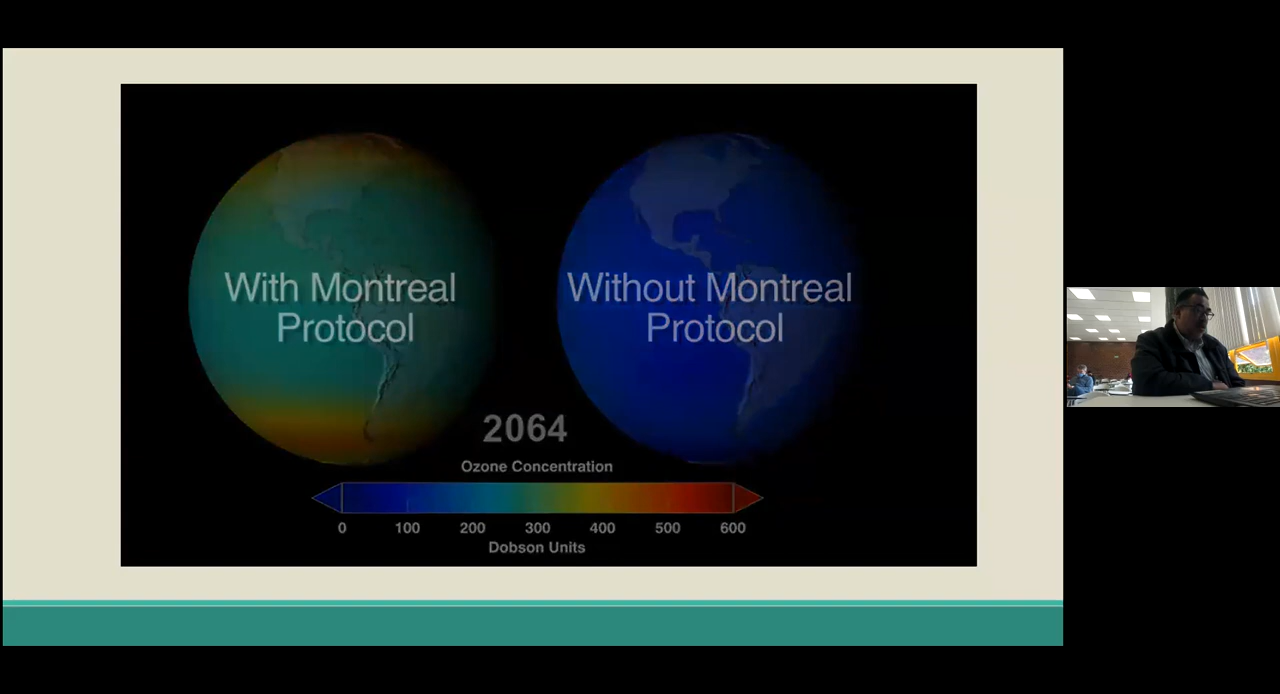 With Montreal
Protocol
Without Montreal
Protocol
2064
Ozone Concentration
0 100 200 300 400 500 600
Dobson Units